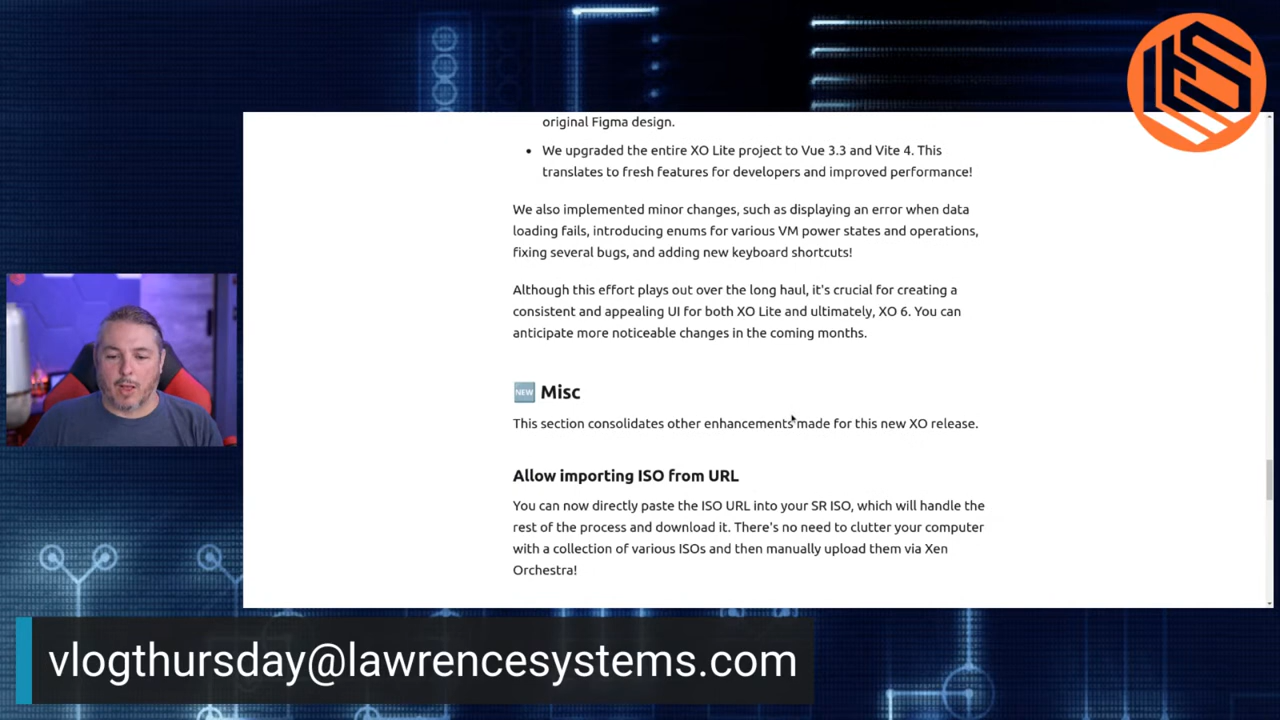 original Figma design.
• We upgraded the entire XO Lite project to Vue 3.3 and Vite 4. This
translates to fresh features for developers and improved performance!
We also implemented minor changes, such as displaying an error when data
loading fails, introducing enums for various VM power states and operations,
fixing several bugs, and adding new keyboard shortcuts!
Although this effort plays out over the long haul, it's crucial for creating a
consistent and appealing UI for both XO Lite and ultimately, XO 6. You can
anticipate more noticeable changes in the coming months.
NEW Misc
This section consolidates other enhancements made for this new XO release.
Allow importing ISO from URL
You can now directly paste the ISO URL into your SR ISO, which will handle the
rest of the process and download it. There's no need to clutter your computer
with a collection of various ISOs and then manually upload them via Xen
Orchestra!
vlogthursday@lawrencesystems.com